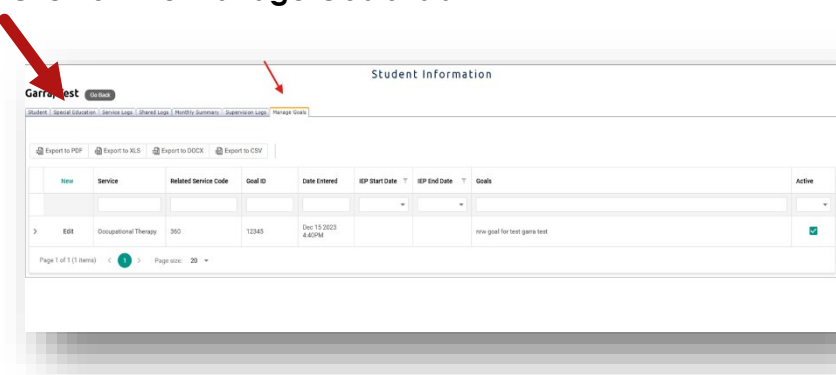 Student Information
Garra, Test Go Back
Student Special Education Service Logs Shared Logs Monthly Summary Supervision Logs Manage Goals
Export to PDF Export to XLS Export to DOCX Export to CSV
New Service Related Service Code Goal ID Date Entered IEP Start Date IEP End Date Goals Active
> Edit Occupational Therapy 360 12345 Dec 15 2023 nrw goal for test garra test
4:40PM
Page 1 of 1 (1 items) < 1 > Page size: 20